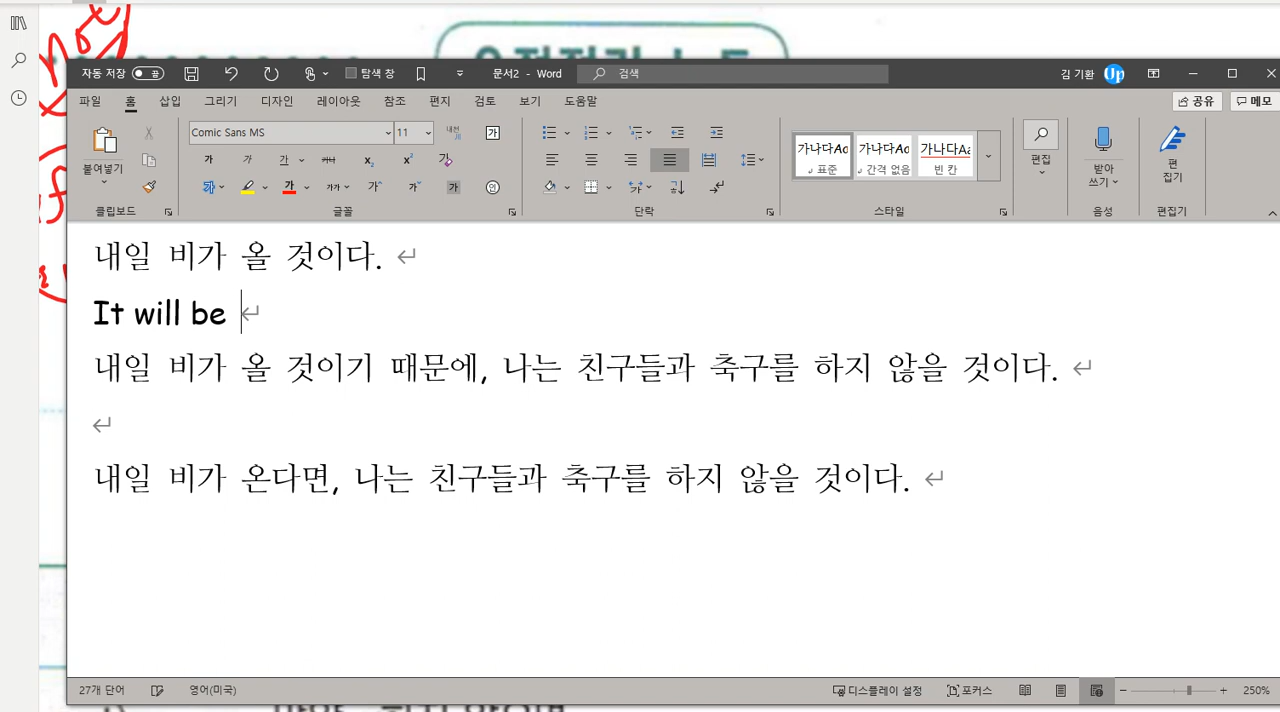 자동 저장 끔 탐색 창 문서2 - Word 검색 김 기환 Up
파일 홈 삽입 그리기 디자인 레이아웃 참조 편지 검토 보기 도움말 공유 메모
Comic Sans MS 11
붙여넣기 가나다 가나다 가나다 편집 받아쓰기 편집기
표준 간격 없음 빈 칸
클립보드 글꼴 단락 스타일 음성 편집기
내일 비가 올 것이다.
It will be
내일 비가 올 것이기 때문에, 나는 친구들과 축구를 하지 않을 것이다.
내일 비가 온다면, 나는 친구들과 축구를 하지 않을 것이다.
27개 단어 영어(미국) 디스플레이 설정 포커스 250%